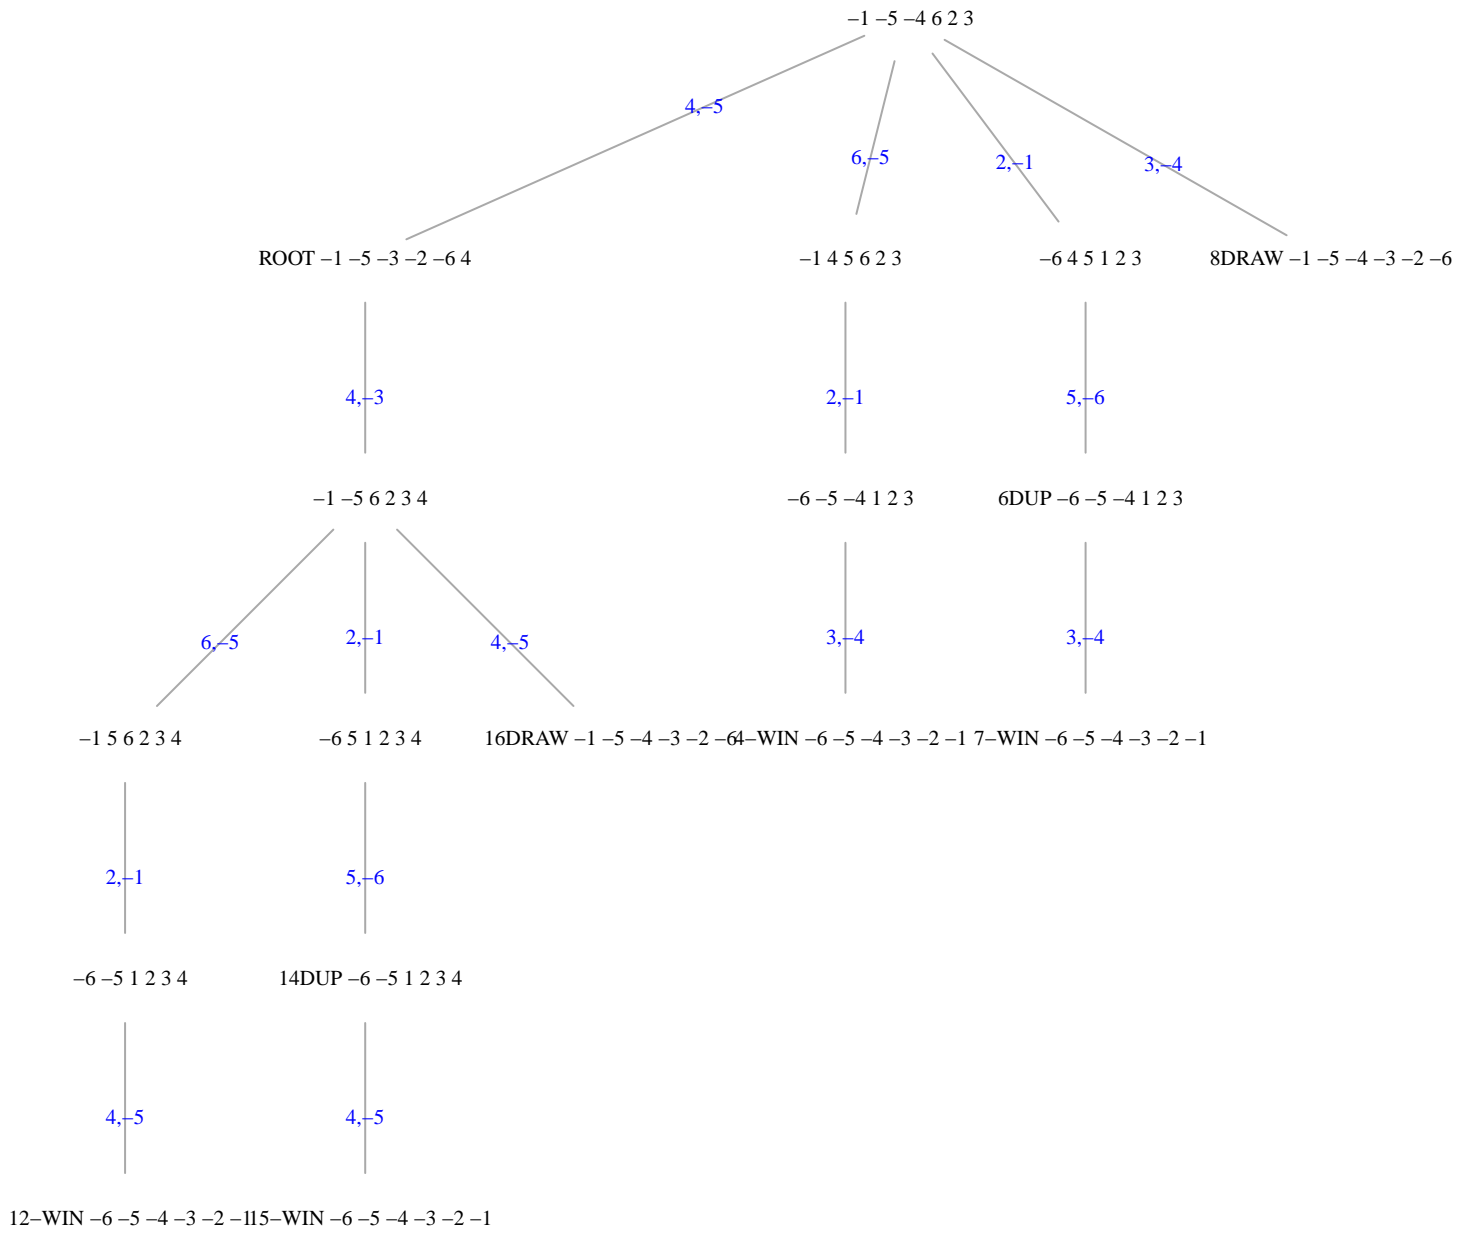 −1 −5 −4 6 2 3
4,−5
6,−5
2,−1
3,−4
ROOT −1 −5 −3 −2 −6 4
−1 4 5 6 2 3
−6 4 5 1 2 3
8DRAW −1 −5 −4 −3 −2 −6
4,−3
2,−1
5,−6
−1 −5 6 2 3 4
−6 −5 −4 1 2 3
6DUP −6 −5 −4 1 2 3
6,−5
2,−1
4,−5
3,−4
3,−4
−1 5 6 2 3 4
−6 5 1 2 3 4
16DRAW −1 −5 −4 −3 −2 −6
4−WIN −6 −5 −4 −3 −2 −1
7−WIN −6 −5 −4 −3 −2 −1
2,−1
5,−6
−6 −5 1 2 3 4
14DUP −6 −5 1 2 3 4
4,−5
4,−5
12−WIN −6 −5 −4 −3 −2 −1
15−WIN −6 −5 −4 −3 −2 −1